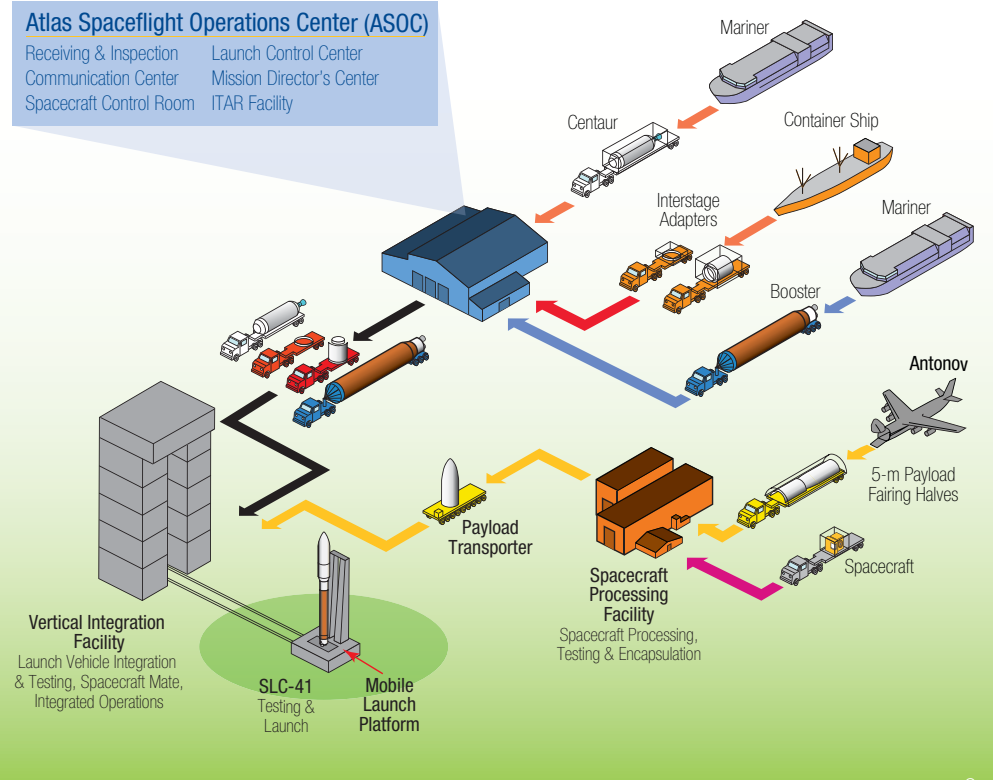 Atlas Spaceflight Operations Center (ASOC)
Receiving & Inspection
Launch Control Center
Communication Center
Mission Director's Center
Spacecraft Control Room
ITAR Facility
Mariner
Centaur
Container Ship
Interstage
Adapters
Mariner
Booster
Antonov
5-m Payload
Fairing Halves
Payload
Transporter
Spacecraft
Spacecraft
Processing
Facility
Spacecraft Processing,
Testing & Encapsulation
Vertical Integration
Facility
Launch Vehicle Integration
& Testing, Spacecraft Mate,
Integrated Operations
SLC-41
Testing &
Launch
Mobile
Launch
Platform